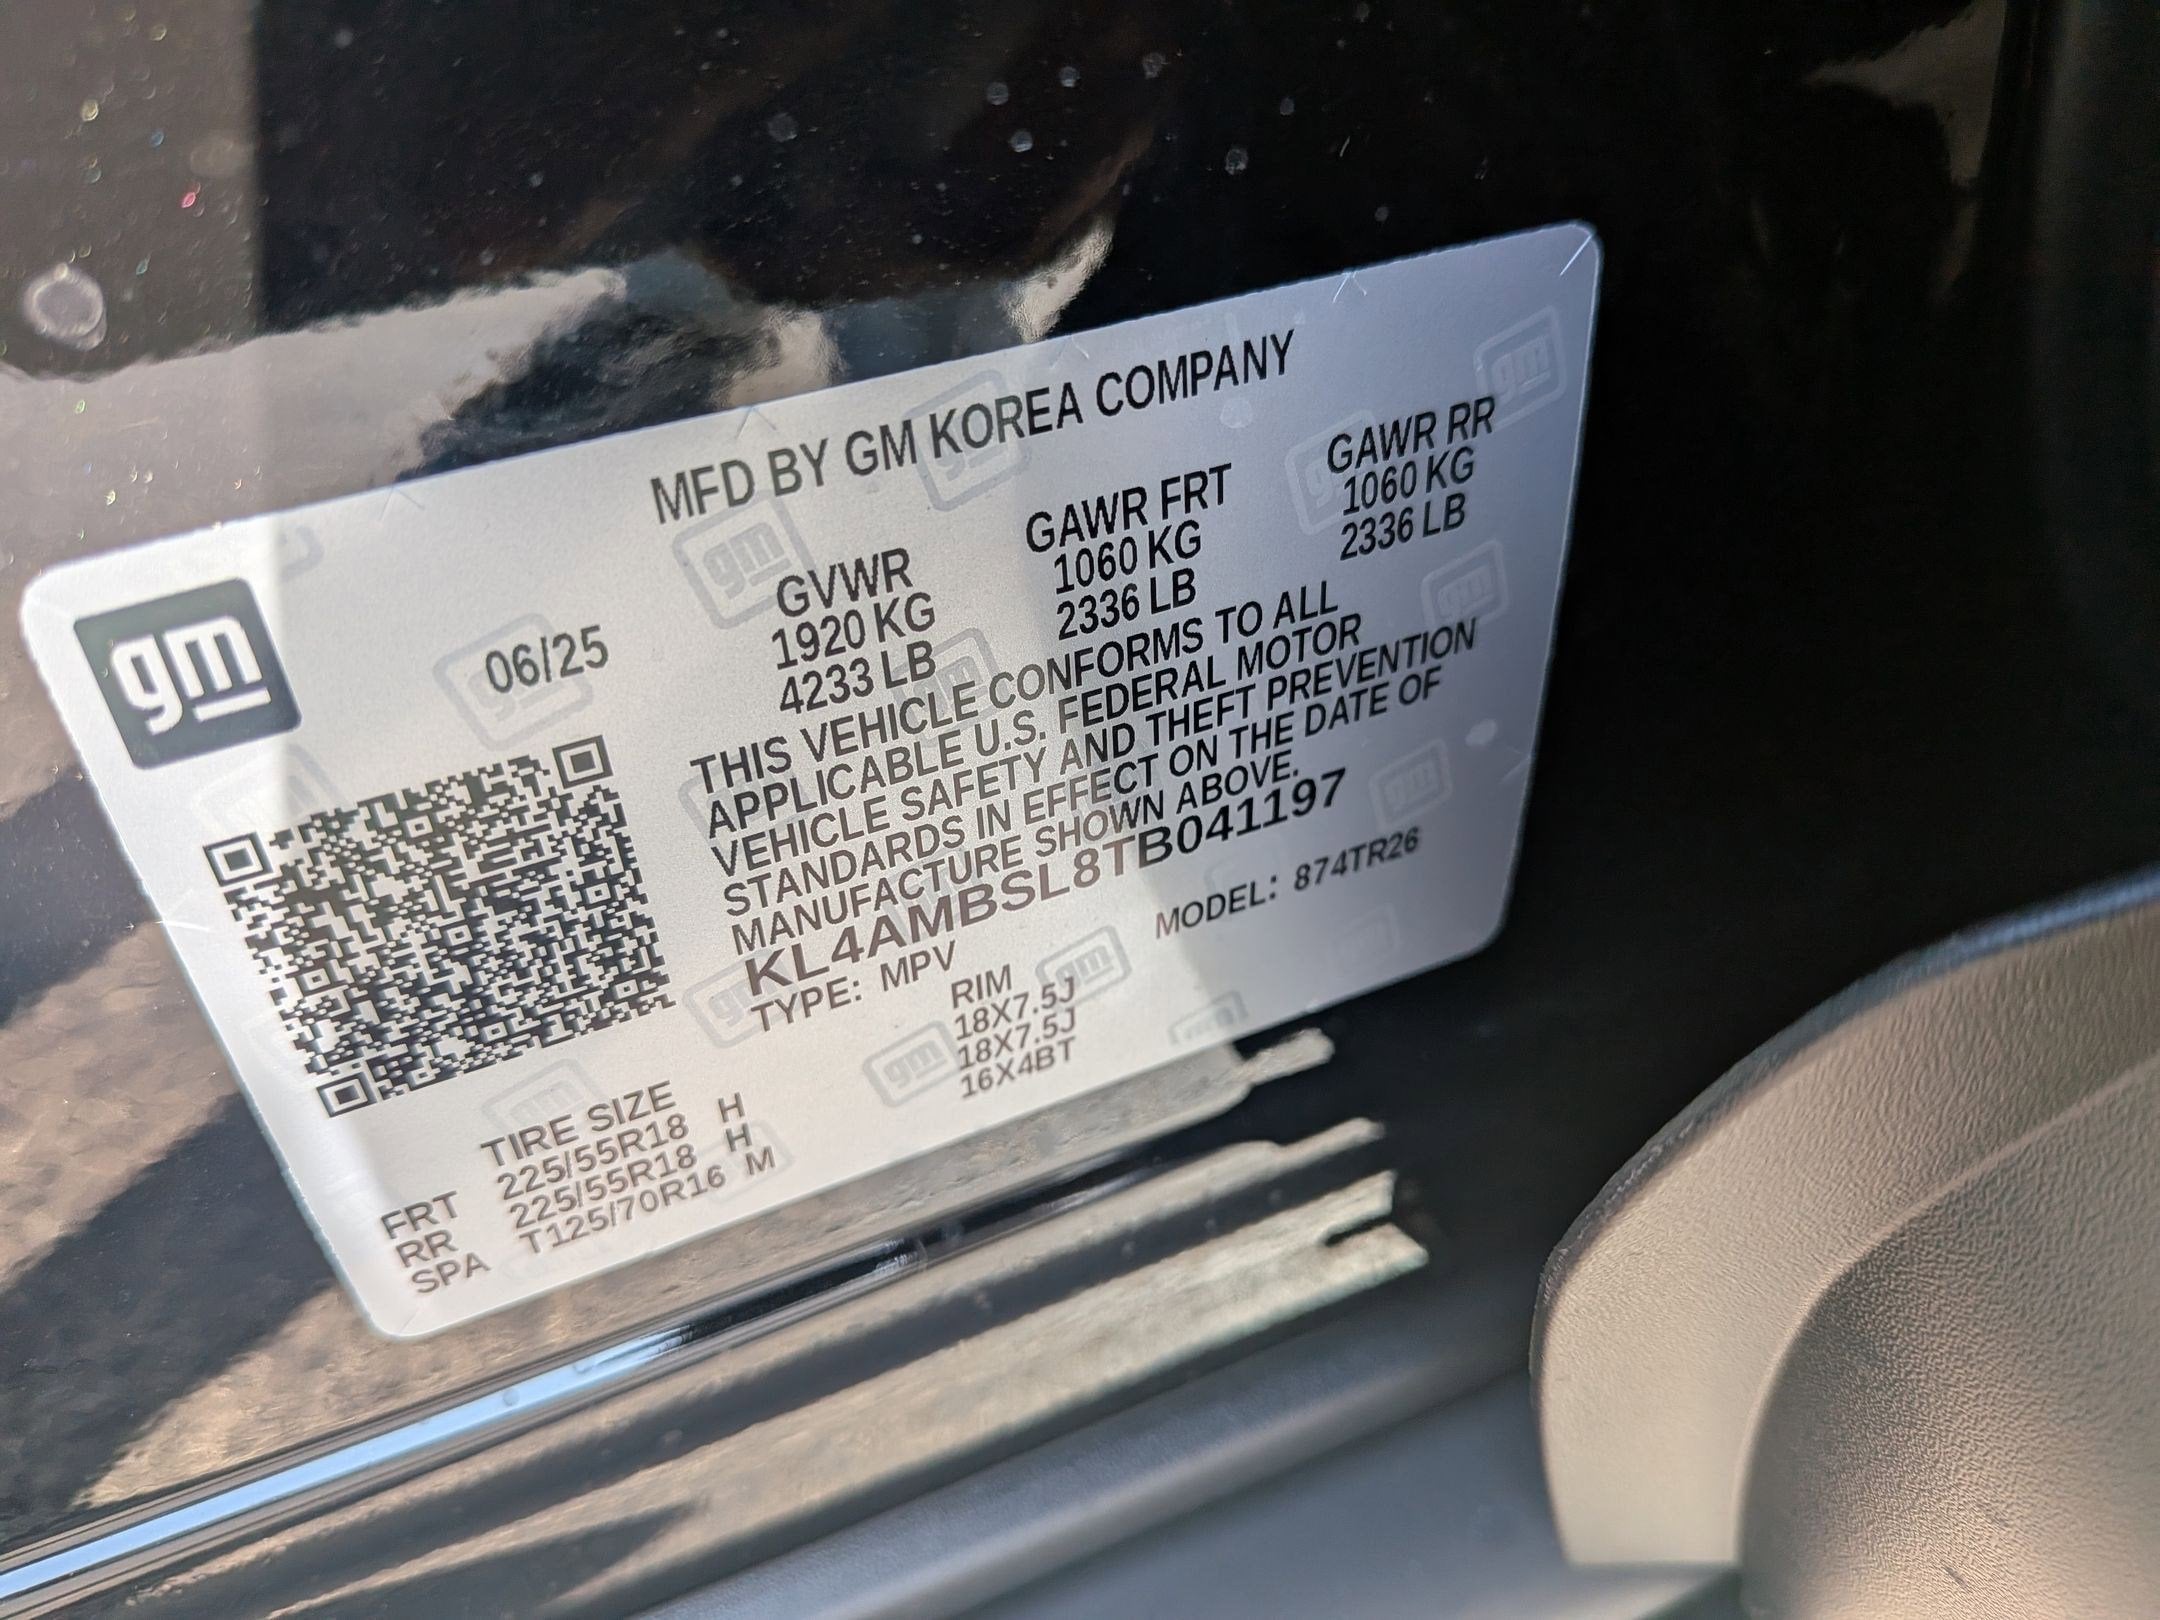 MFD BY GM KOREA COMPANY
gm
06/25
GVWR
1920 KG
4233 LB
GAWR FRT
1060 KG
2336 LB
GAWR RR
1060 KG
2336 LB
THIS VEHICLE CONFORMS TO ALL
APPLICABLE U.S. FEDERAL MOTOR
VEHICLE SAFETY AND THEFT PREVENTION
STANDARDS IN EFFECT ON THE DATE OF
MANUFACTURE SHOWN ABOVE.
KL4AMBSL8TB041197
TYPE: MPV
MODEL: 874TR26
TIRE SIZE RIM
FRT 225/55R18 H 18X7.5J
RR 225/55R18 H 18X7.5J
SPA T125/70R16 M 16X4BT